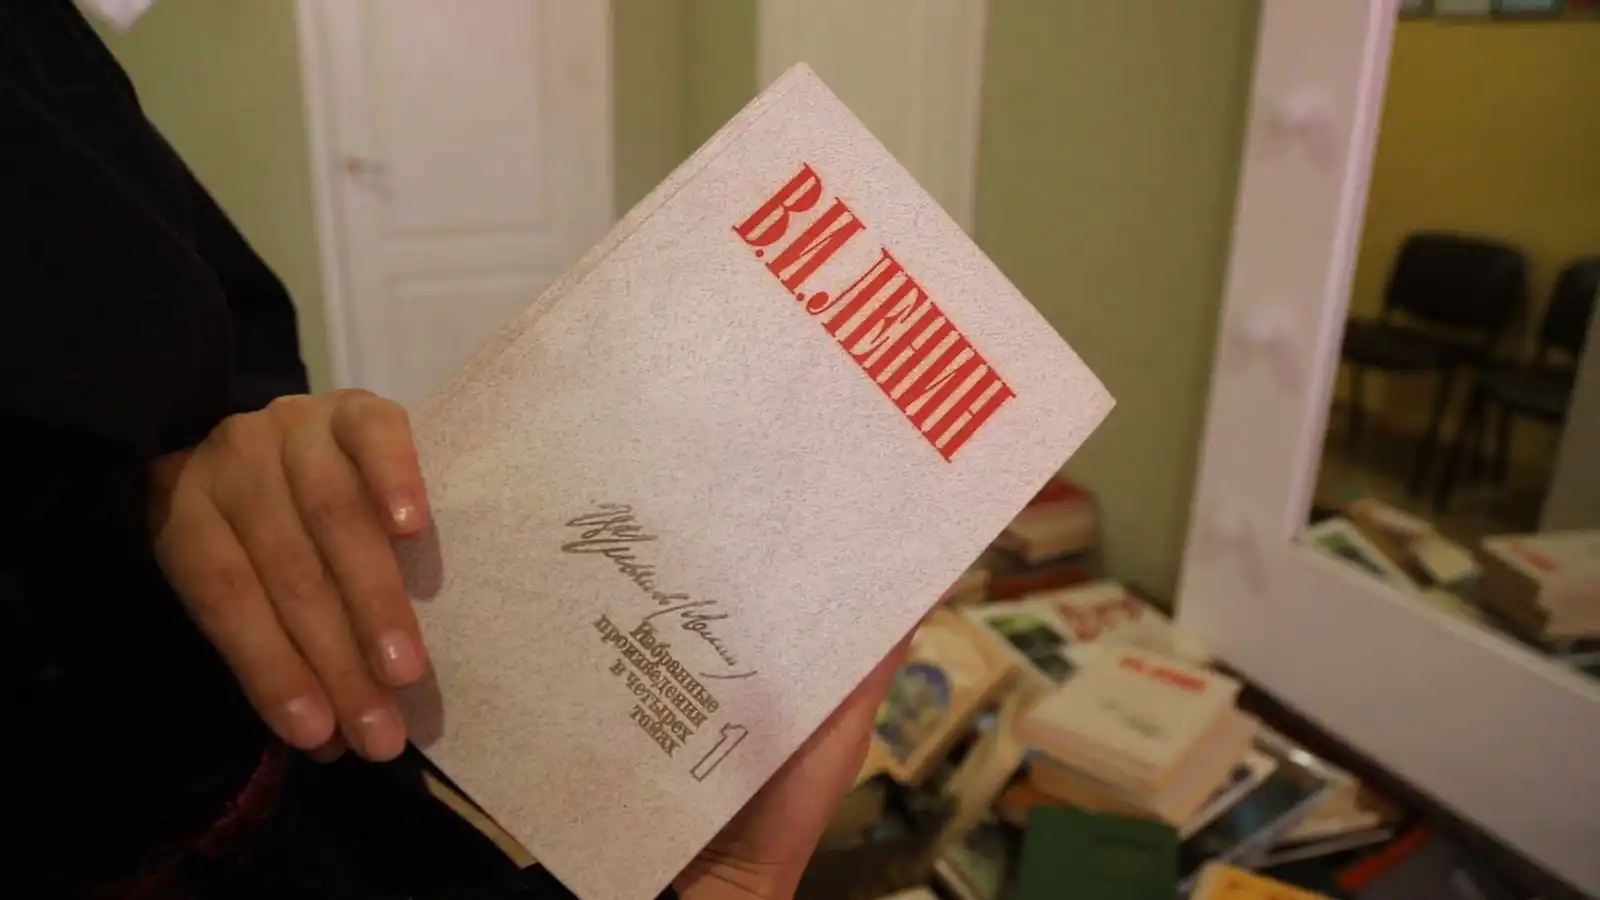 В.И.ЛЕНИН
Избранные
произведения
в четырех
томах
1